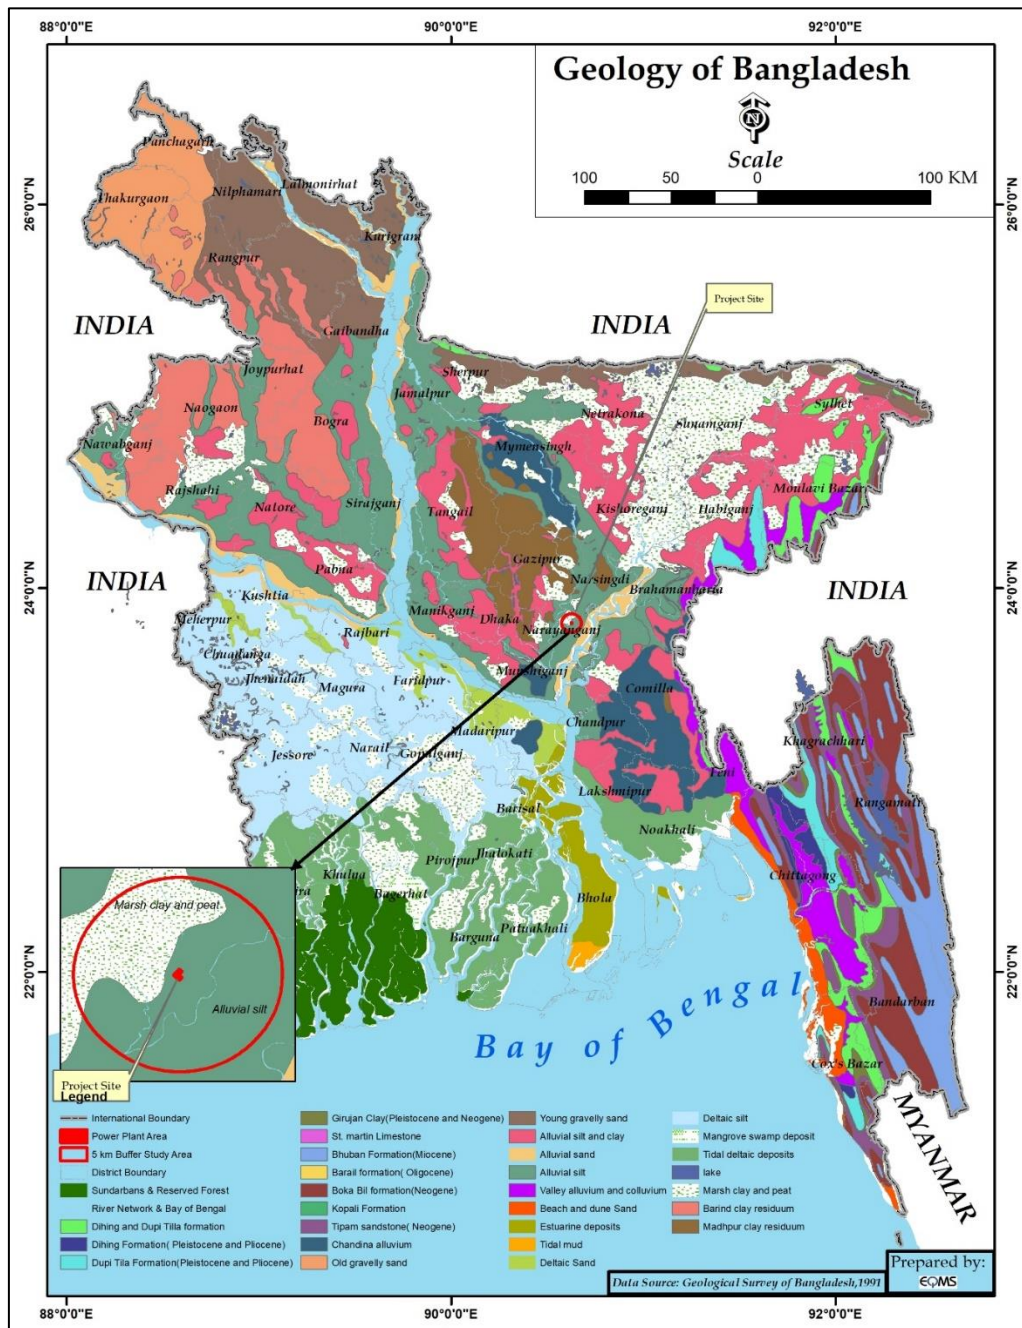 88°0'0"E 90°0'0"E 92°0'0"E
Geology of Bangladesh
N
Scale
100 50 0 100 KM
26°0'0"N 26°0'0"N
24°0'0"N 24°0'0"N
22°0'0"N 22°0'0"N
Panchagarh
Thakurgaon
Nilphamari
Lalmonirhat
Kurigram
Rangpur
Gaibandha
INDIA
INDIA
Project Site
Joypurhat
Naogaon
Bogra
Nawabganj
Rajshahi
Natore
Sirajganj
Pabna
Sherpur
Jamalpur
Netrakona
Mymensingh
Sunamganj
Sylhet
Moulavi Bazar
Habiganj
Kishoreganj
Tangail
Gazipur
Narsingdi
Brahamanbaria
INDIA
INDIA
Kushtia
Meherpur
Rajbari
Manikganj
Dhaka
Narayanganj
Munshiganj
Chuadanga
Jhenaidah
Magura
Faridpur
Comilla
Chandpur
Madaripur
Jessore
Narail
Gopalganj
Khagrachhari
Feni
Rangamati
Lakshmipur
Noakhali
Barisal
Chittagong
Pirojpur
Jhalokati
Khulna
Bagerhat
ira
Bhola
Patuakhali
Barguna
Bandarban
Cox's Bazar
Bay of Bengal
MYANMAR
Marsh clay and peat
Alluvial silt
Project Site
Legend
International Boundary
Power Plant Area
5 km Buffer Study Area
District Boundary
Sundarbans & Reserved Forest
River Network & Bay of Bengal
Dihing and Dupi Tilla formation
Dihing Formation( Pleistocene and Pliocene)
Dupi Tila Formation(Pleistocene and Pliocene)
Girujan Clay(Pleistocene and Neogene)
St. martin Limestone
Bhuban Formation(Miocene)
Barail formation( Oligocene)
Boka Bil formation(Neogene)
Kopali Formation
Tipam sandstone( Neogene)
Chandina alluvium
Old gravelly sand
Young gravelly sand
Alluvial silt and clay
Alluvial sand
Alluvial silt
Valley alluvium and colluvium
Beach and dune Sand
Estuarine deposits
Tidal mud
Deltaic Sand
Deltaic silt
Mangrove swamp deposit
Tidal deltaic deposits
lake
Marsh clay and peat
Barind clay residuum
Madhpur clay residuum
Prepared by:
EQMS
Data Source: Geological Survey of Bangladesh,1991
88°0'0"E 90°0'0"E 92°0'0"E